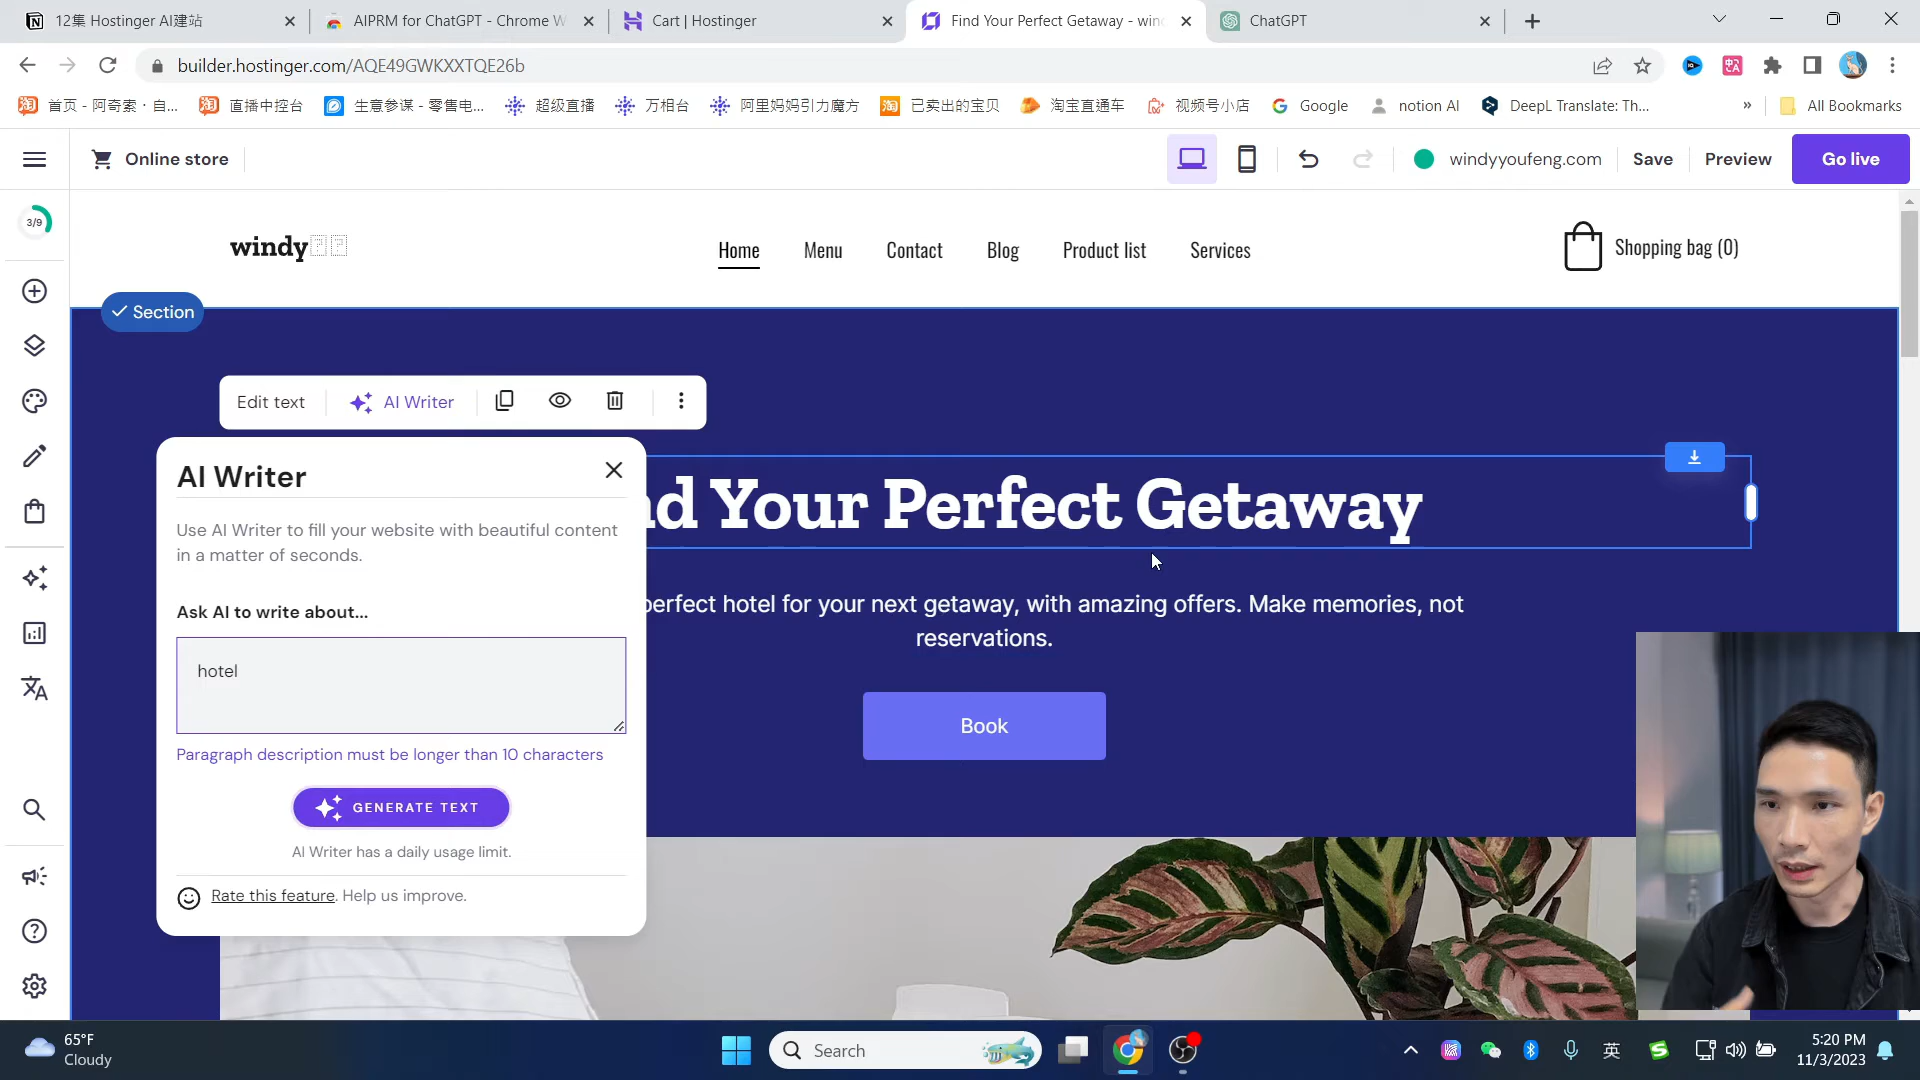 12集 Hostinger AI建站
AIPRM for ChatGPT - Chrome W
Cart | Hostinger
Find Your Perfect Getaway - win
ChatGPT
builder.hostinger.com/AQE49GWKXXTQE26b
首页 - 阿奇索 · 自...
直播中控台
生意参谋 - 零售电...
超级直播
万相台
阿里妈妈引力魔方
已卖出的宝贝
淘宝直通车
视频号小店
Google
notion AI
DeepL Translate: Th...
»
All Bookmarks
Online store
windyyoufeng.com
Save
Preview
Go live
3/9
windy
Home
Menu
Contact
Blog
Product list
Services
Shopping bag (0)
Section
Edit text
AI Writer
AI Writer
Use AI Writer to fill your website with beautiful content
in a matter of seconds.
Ask AI to write about...
hotel
Paragraph description must be longer than 10 characters
GENERATE TEXT
AI Writer has a daily usage limit.
Rate this feature. Help us improve.
nd Your Perfect Getaway
perfect hotel for your next getaway, with amazing offers. Make memories, not
reservations.
Book
65°F
Cloudy
Search
英
5:20 PM
11/3/2023